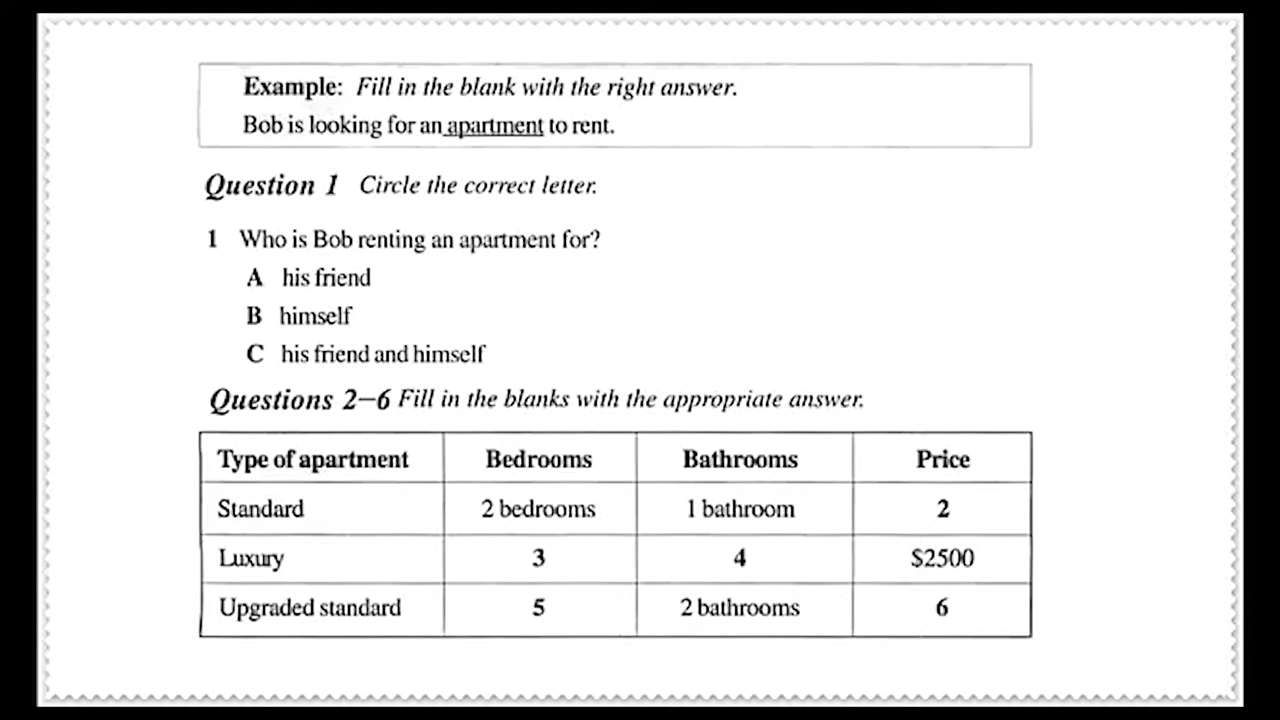 Example: Fill in the blank with the right answer.
Bob is looking for an apartment to rent.
Question 1 Circle the correct letter.
1 Who is Bob renting an apartment for?
A his friend
B himself
C his friend and himself
Questions 2–6 Fill in the blanks with the appropriate answer.
Type of apartment Bedrooms Bathrooms Price
Standard 2 bedrooms 1 bathroom 2
Luxury 3 4 $2500
Upgraded standard 5 2 bathrooms 6